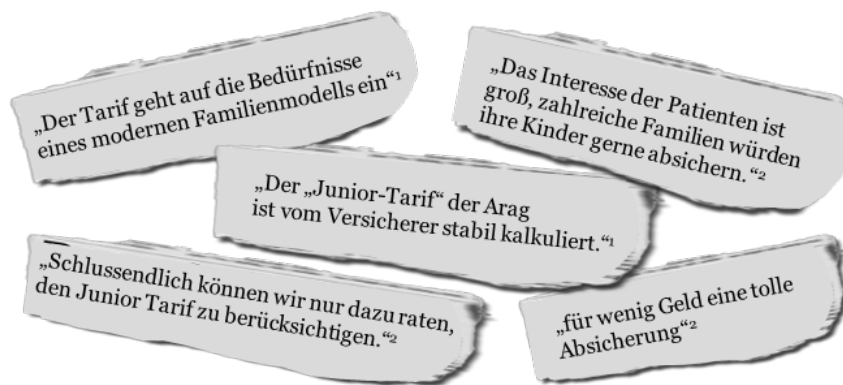 „Der Tarif geht auf die Bedürfnisse
eines modernen Familienmodells ein“¹
„Das Interesse der Patienten ist
groß, zahlreiche Familien würden
ihre Kinder gerne absichern.“²
„Der „Junior-Tarif“ der Arag
ist vom Versicherer stabil kalkuliert.“¹
„Schlussendlich können wir nur dazu raten,
den Junior Tarif zu berücksichtigen.“²
„für wenig Geld eine tolle
Absicherung“²